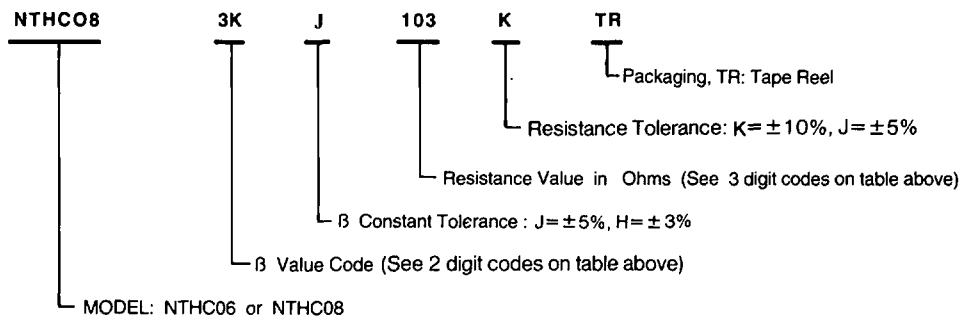 NTHCO8 3K J 103 K TR
Packaging, TR: Tape Reel
Resistance Tolerance: K=±10%, J=±5%
Resistance Value in Ohms (See 3 digit codes on table above)
β Constant Tolerance : J=±5%, H=±3%
β Value Code (See 2 digit codes on table above)
MODEL: NTHC06 or NTHC08